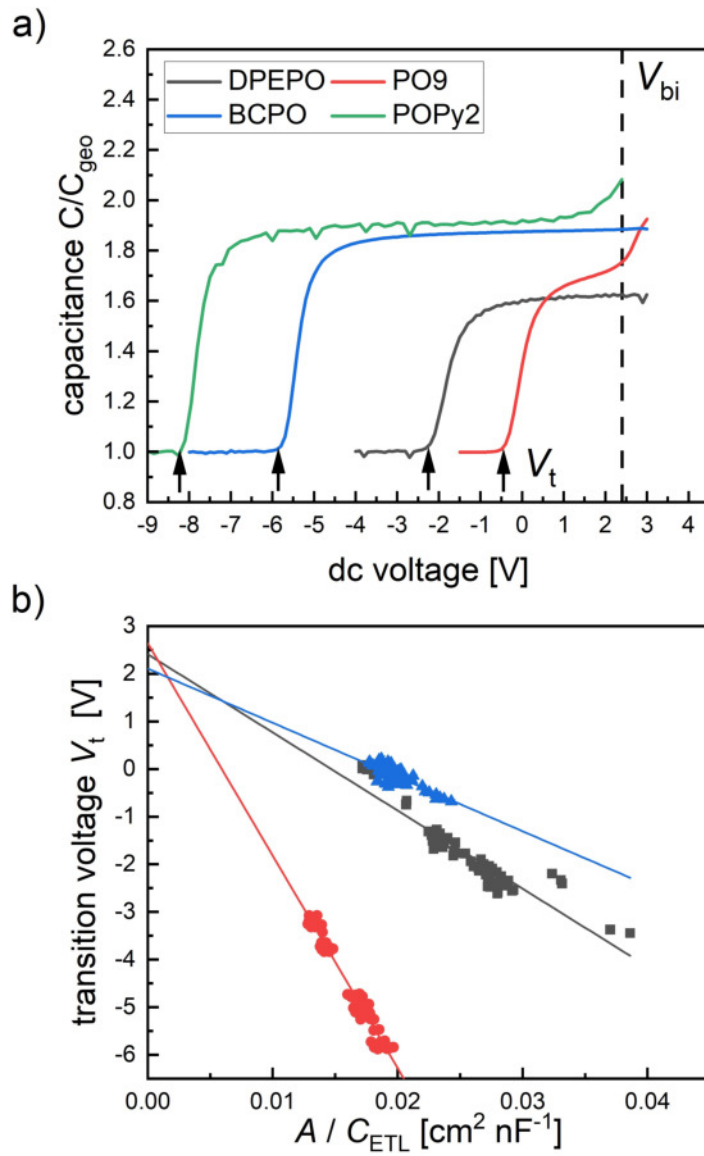 a)
capacitance C/C_geo
2.6
2.4
2.2
2.0
1.8
1.6
1.4
1.2
1.0
0.8
DPEPO PO9
BCPO POPy2
V_bi
V_t
-9 -8 -7 -6 -5 -4 -3 -2 -1 0 1 2 3 4
dc voltage [V]
b)
transition voltage V_t [V]
3
2
1
0
-1
-2
-3
-4
-5
-6
0.00 0.01 0.02 0.03 0.04
A / C_ETL [cm² nF⁻¹]